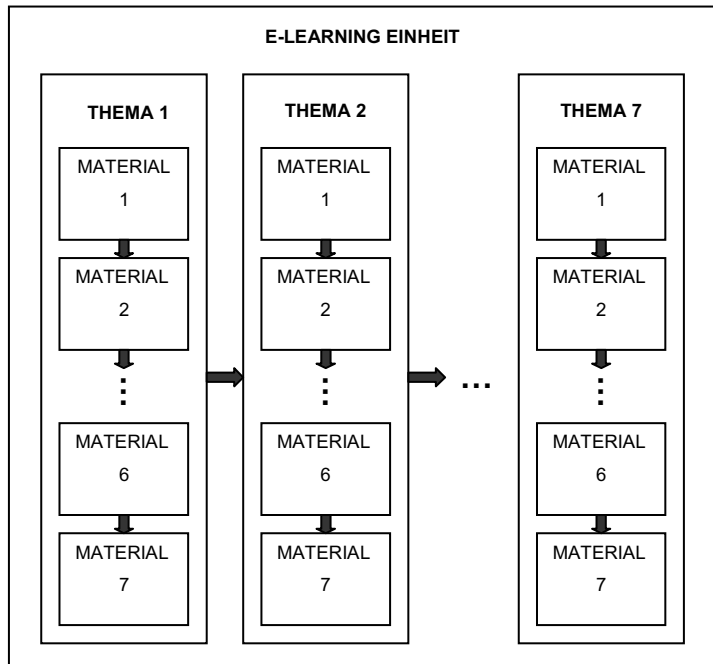 E-LEARNING EINHEIT
THEMA 1
MATERIAL
1
MATERIAL
2
⋮
MATERIAL
6
MATERIAL
7
THEMA 2
MATERIAL
1
MATERIAL
2
⋮
MATERIAL
6
MATERIAL
7
...
THEMA 7
MATERIAL
1
MATERIAL
2
⋮
MATERIAL
6
MATERIAL
7